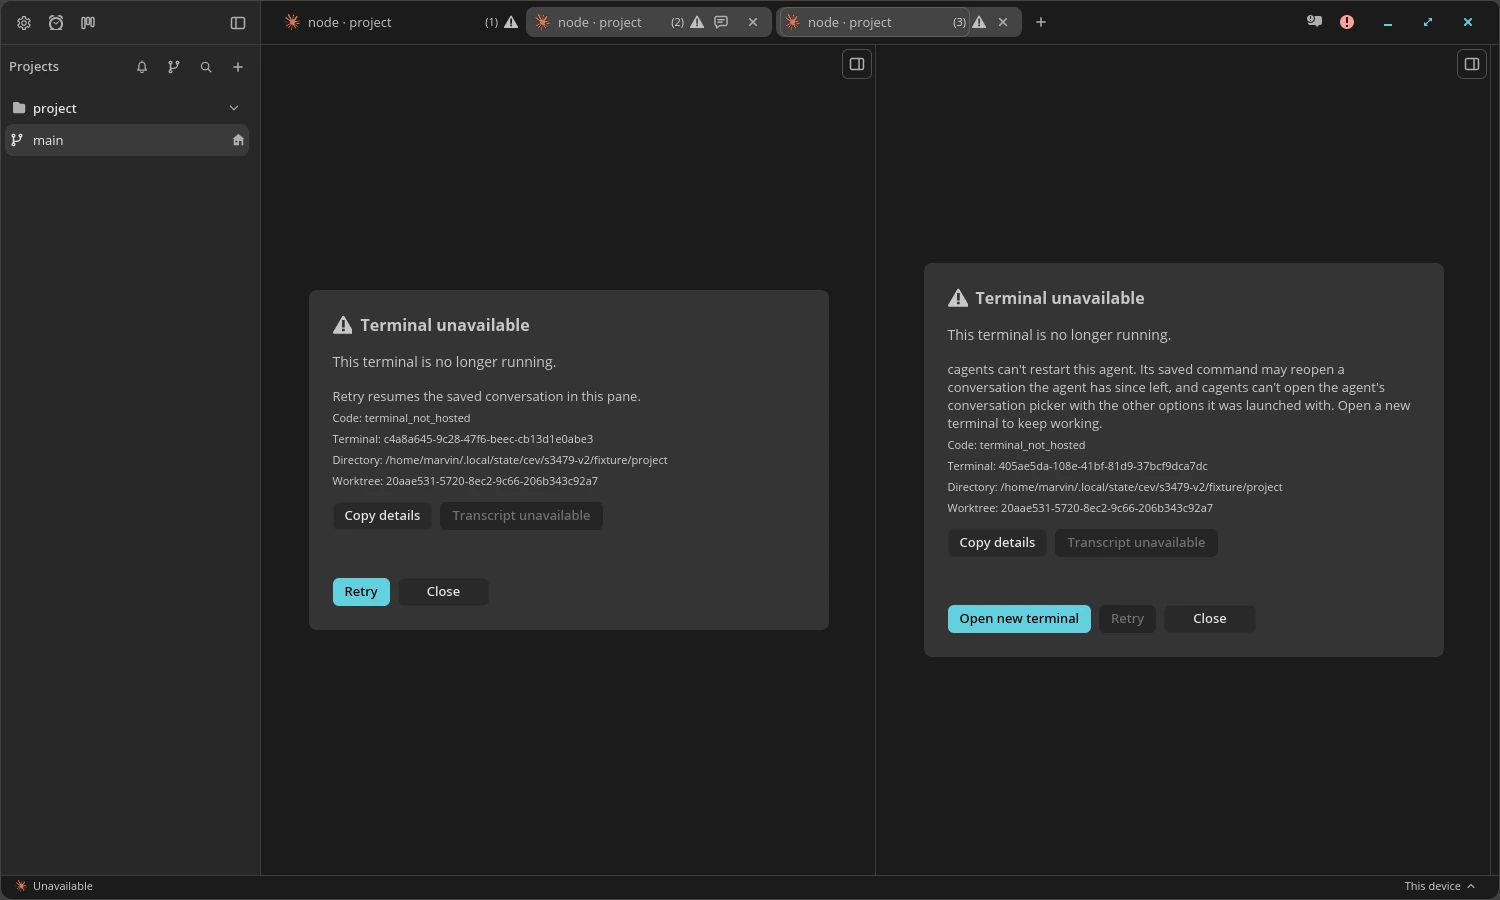 node · project (1)
node · project (2)
node · project (3)
Projects
project
main
Terminal unavailable
This terminal is no longer running.
Retry resumes the saved conversation in this pane.
Code: terminal_not_hosted
Terminal: c4a8a645-9c28-47f6-beec-cb13d1e0abe3
Directory: /home/marvin/.local/state/cev/s3479-v2/fixture/project
Worktree: 20aae531-5720-8ec2-9c66-206b343c92a7
Copy details
Transcript unavailable
Retry
Close
Terminal unavailable
This terminal is no longer running.
cagents can't restart this agent. Its saved command may reopen a
conversation the agent has since left, and cagents can't open the agent's
conversation picker with the other options it was launched with. Open a new
terminal to keep working.
Code: terminal_not_hosted
Terminal: 405ae5da-108e-41bf-81d9-37bcf9dca7dc
Directory: /home/marvin/.local/state/cev/s3479-v2/fixture/project
Worktree: 20aae531-5720-8ec2-9c66-206b343c92a7
Copy details
Transcript unavailable
Open new terminal
Retry
Close
Unavailable
This device